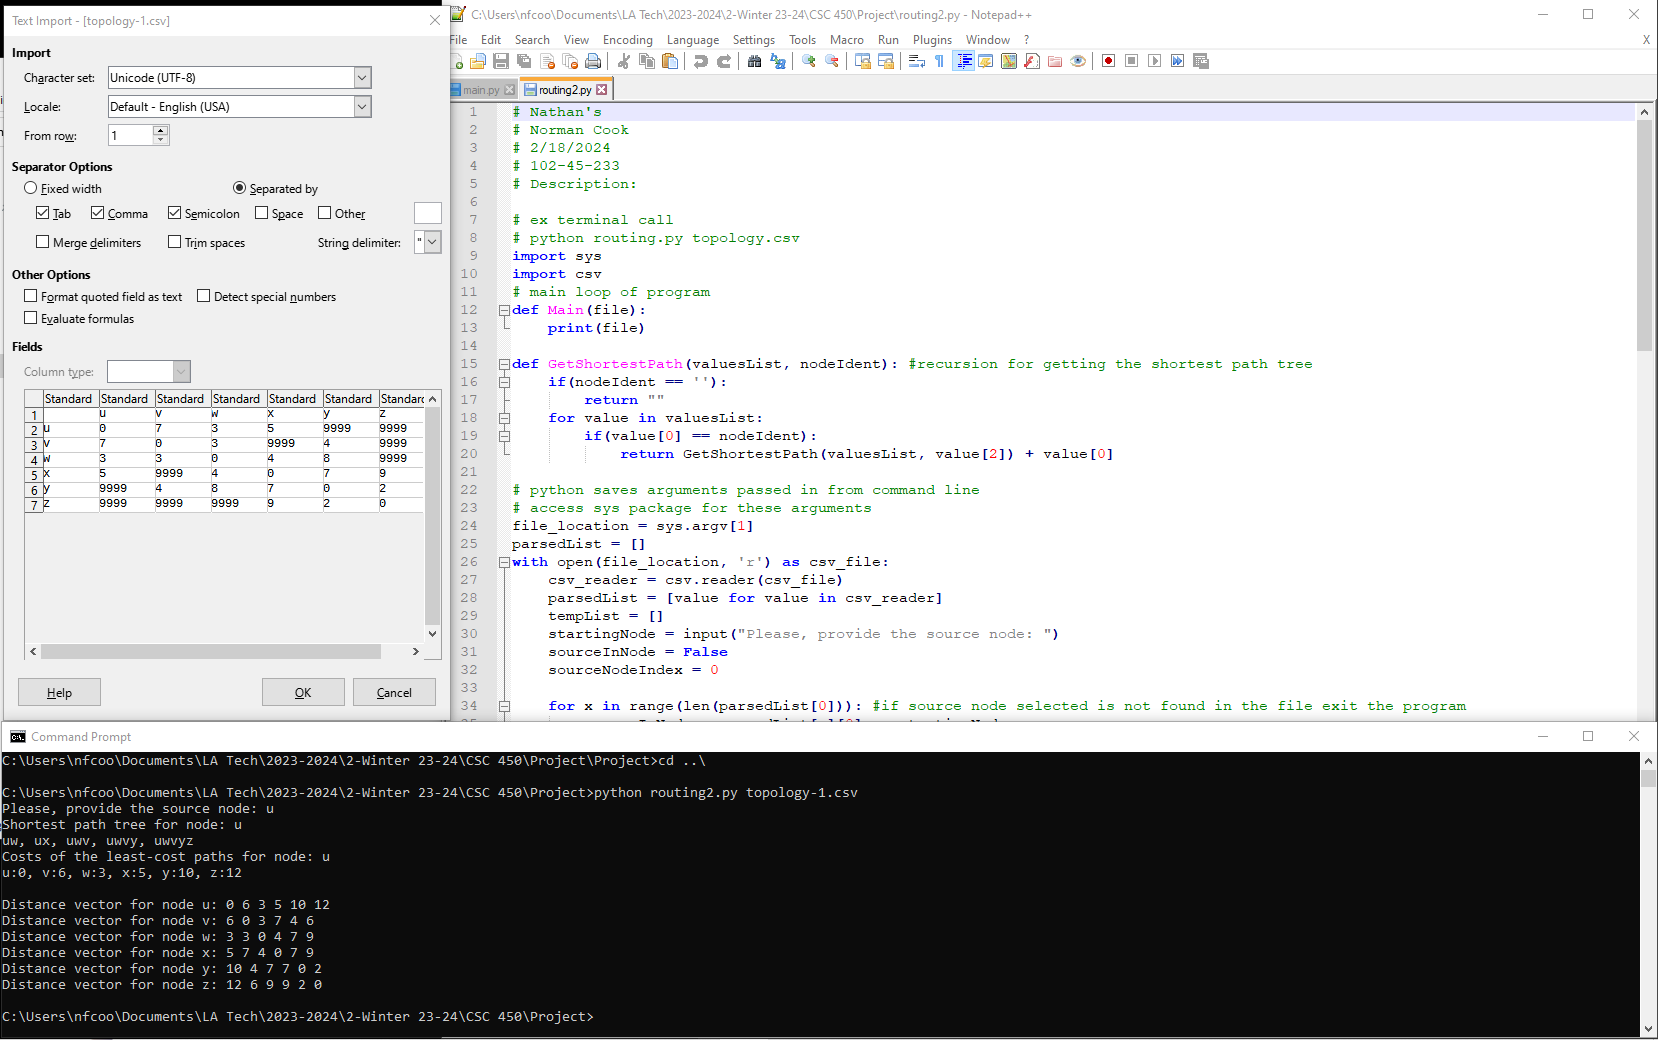 Text Import - [topology-1.csv]
Import
Character set: Unicode (UTF-8)
Locale: Default - English (USA)
From row: 1
Separator Options
Fixed width Separated by
Tab Comma Semicolon Space Other
Merge delimiters Trim spaces String delimiter: "
Other Options
Format quoted field as text Detect special numbers
Evaluate formulas
Fields
Column type:
Standard Standard Standard Standard Standard Standard Standard
1 u v w x y z
2 u 0 7 3 5 9999 9999
3 v 7 0 3 9999 4 9999
4 w 3 3 0 4 8 9999
5 x 5 9999 4 0 7 9
6 y 9999 4 8 7 0 2
7 z 9999 9999 9999 9 2 0
Help OK Cancel
C:\Users\nfcoo\Documents\LA Tech\2023-2024\2-Winter 23-24\CSC 450\Project\routing2.py - Notepad++
File Edit Search View Encoding Language Settings Tools Macro Run Plugins Window ? X
main.py routing2.py
1 # Nathan's
2 # Norman Cook
3 # 2/18/2024
4 # 102-45-233
5 # Description:
6
7 # ex terminal call
8 # python routing.py topology.csv
9 import sys
10 import csv
11 # main loop of program
12 def Main(file):
13 print(file)
14
15 def GetShortestPath(valuesList, nodeIdent): #recursion for getting the shortest path tree
16 if(nodeIdent == ''):
17 return ""
18 for value in valuesList:
19 if(value[0] == nodeIdent):
20 return GetShortestPath(valuesList, value[2]) + value[0]
21
22 # python saves arguments passed in from command line
23 # access sys package for these arguments
24 file_location = sys.argv[1]
25 parsedList = []
26 with open(file_location, 'r') as csv_file:
27 csv_reader = csv.reader(csv_file)
28 parsedList = [value for value in csv_reader]
29 tempList = []
30 startingNode = input("Please, provide the source node: ")
31 sourceInNode = False
32 sourceNodeIndex = 0
33
34 for x in range(len(parsedList[0])): #if source node selected is not found in the file exit the program
Command Prompt
C:\Users\nfcoo\Documents\LA Tech\2023-2024\2-Winter 23-24\CSC 450\Project\Project>cd ..\
C:\Users\nfcoo\Documents\LA Tech\2023-2024\2-Winter 23-24\CSC 450\Project>python routing2.py topology-1.csv
Please, provide the source node: u
Shortest path tree for node: u
uw, ux, uwv, uwvy, uwvyz
Costs of the least-cost paths for node: u
u:0, v:6, w:3, x:5, y:10, z:12
Distance vector for node u: 0 6 3 5 10 12
Distance vector for node v: 6 0 3 7 4 6
Distance vector for node w: 3 3 0 4 7 9
Distance vector for node x: 5 7 4 0 7 9
Distance vector for node y: 10 4 7 7 0 2
Distance vector for node z: 12 6 9 9 2 0
C:\Users\nfcoo\Documents\LA Tech\2023-2024\2-Winter 23-24\CSC 450\Project>